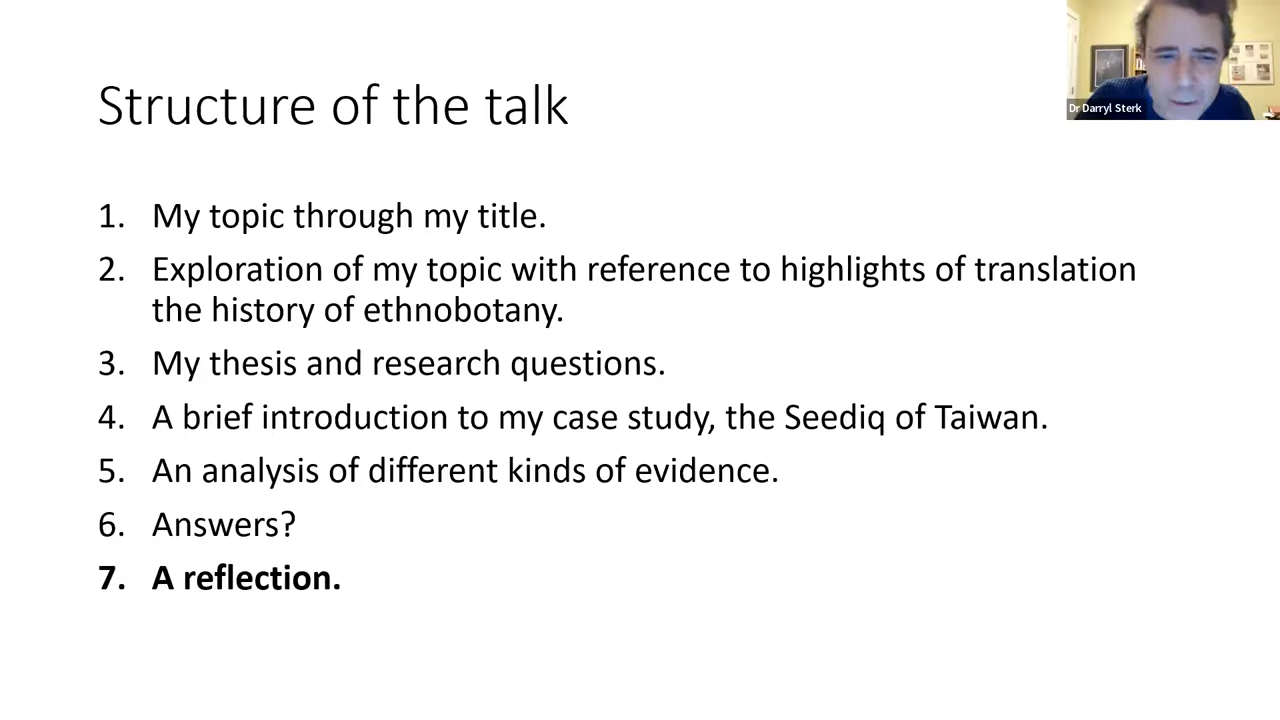 Structure of the talk
Dr Darryl Sterk
1. My topic through my title.
2. Exploration of my topic with reference to highlights of translation
the history of ethnobotany.
3. My thesis and research questions.
4. A brief introduction to my case study, the Seediq of Taiwan.
5. An analysis of different kinds of evidence.
6. Answers?
7. A reflection.